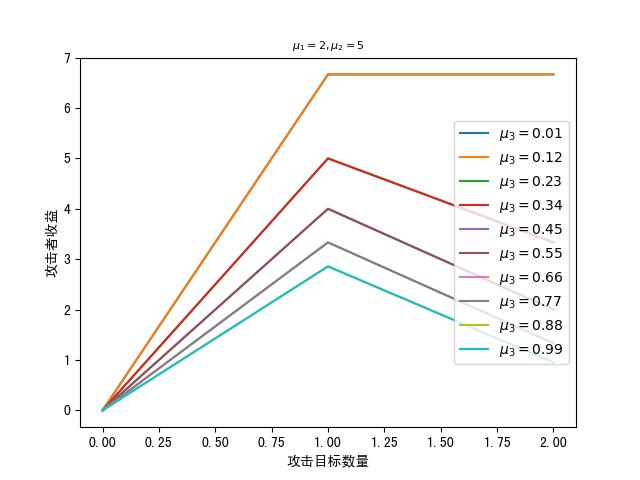 μ₁ = 2, μ₂ = 5
7
6
5
4
3
2
1
0
攻击者收益
μ₃ = 0.01
μ₃ = 0.12
μ₃ = 0.23
μ₃ = 0.34
μ₃ = 0.45
μ₃ = 0.55
μ₃ = 0.66
μ₃ = 0.77
μ₃ = 0.88
μ₃ = 0.99
0.00 0.25 0.50 0.75 1.00 1.25 1.50 1.75 2.00
攻击目标数量